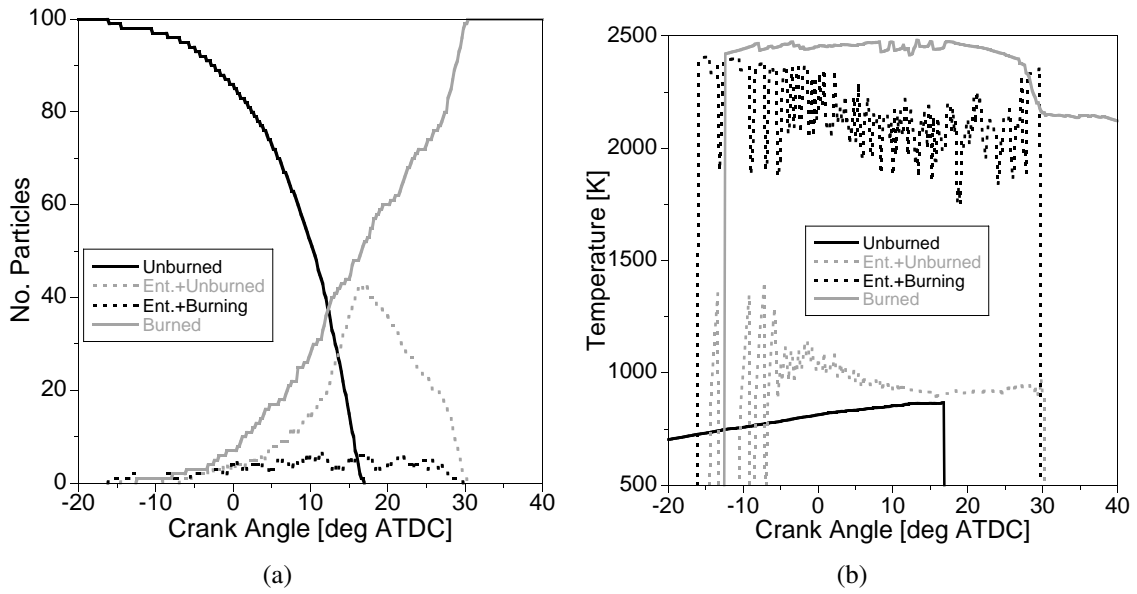 100
80
60
40
20
0
No. Particles
Unburned
Ent.+Unburned
Ent.+Burning
Burned
-20
-10
0
10
20
30
40
Crank Angle [deg ATDC]
(a)
2500
2000
1500
1000
500
Temperature [K]
Unburned
Ent.+Unburned
Ent.+Burning
Burned
-20
-10
0
10
20
30
40
Crank Angle [deg ATDC]
(b)